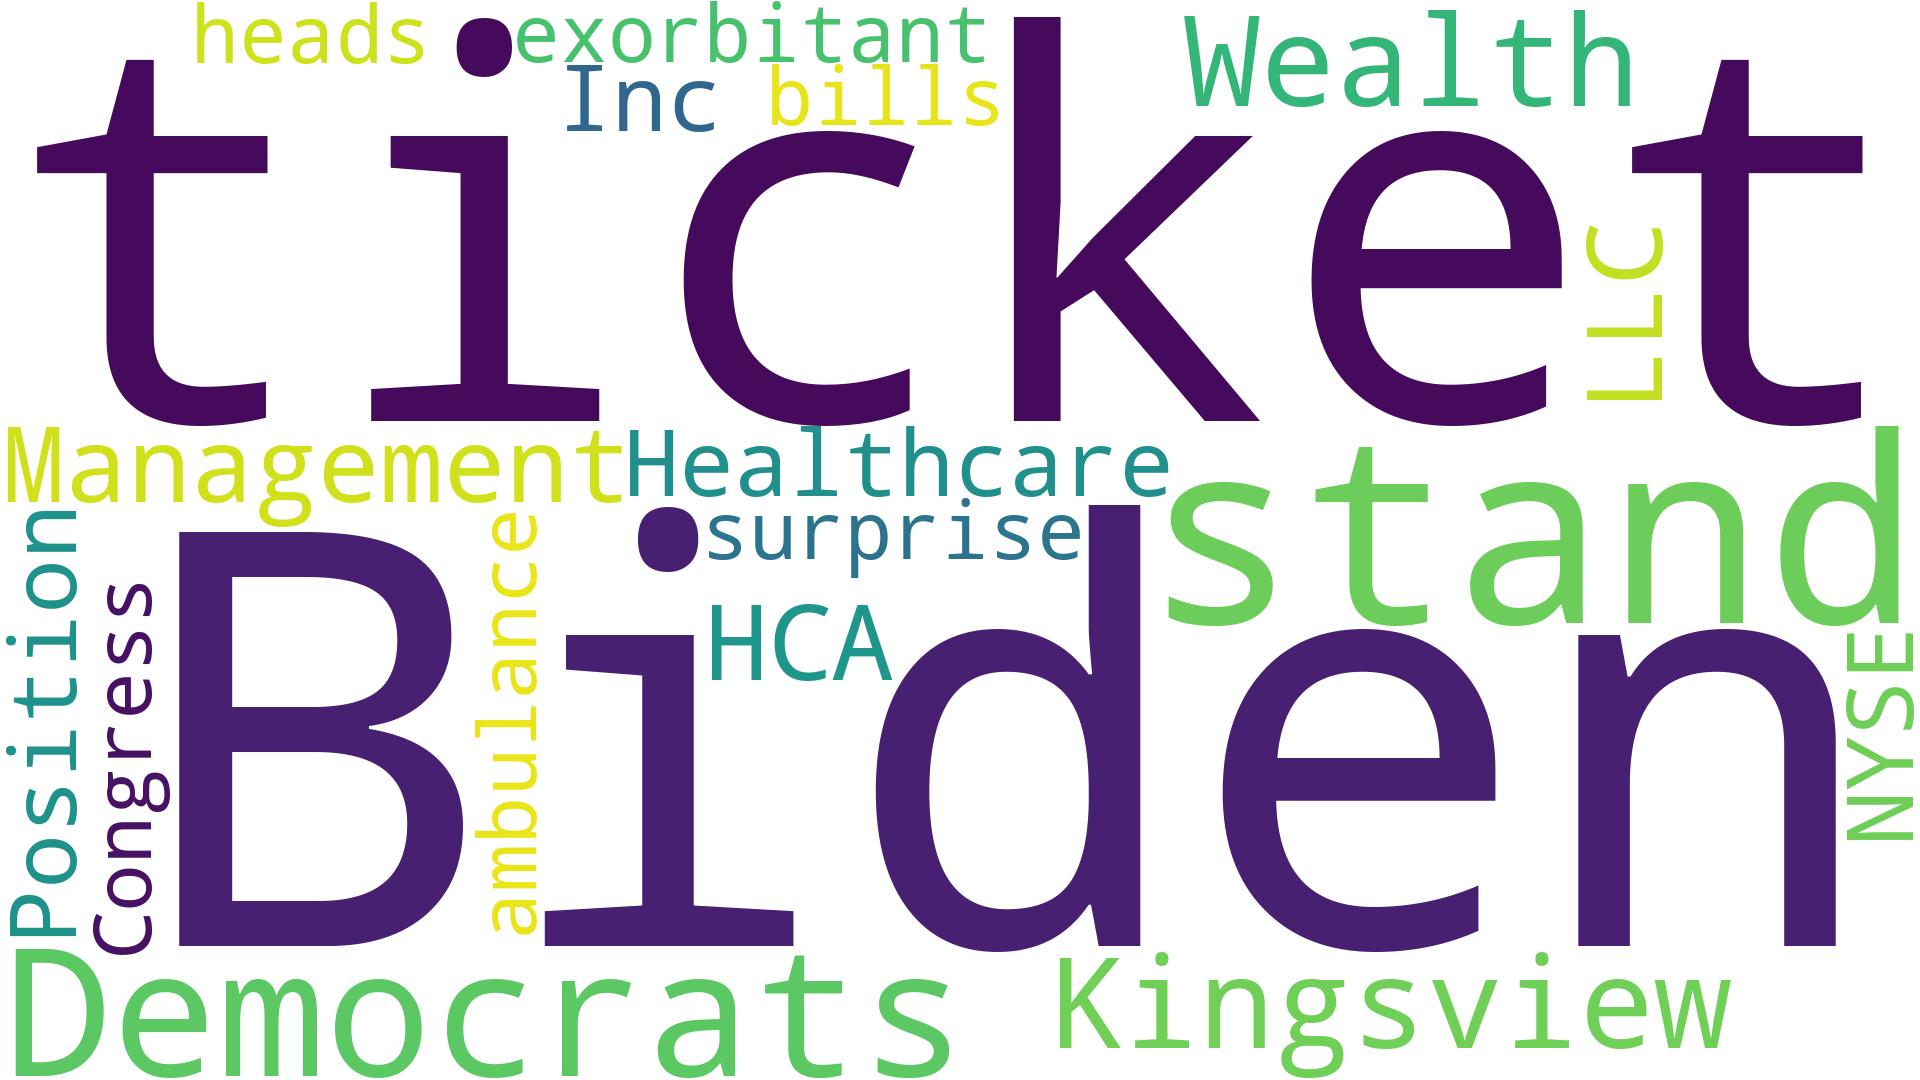 heads
exorbitant
Wealth
Inc
bills
ticket
LLC
Management
Healthcare
stand
surprise
Position
Congress
ambulance
HCA
Biden
NYSE
Democrats
Kingsview